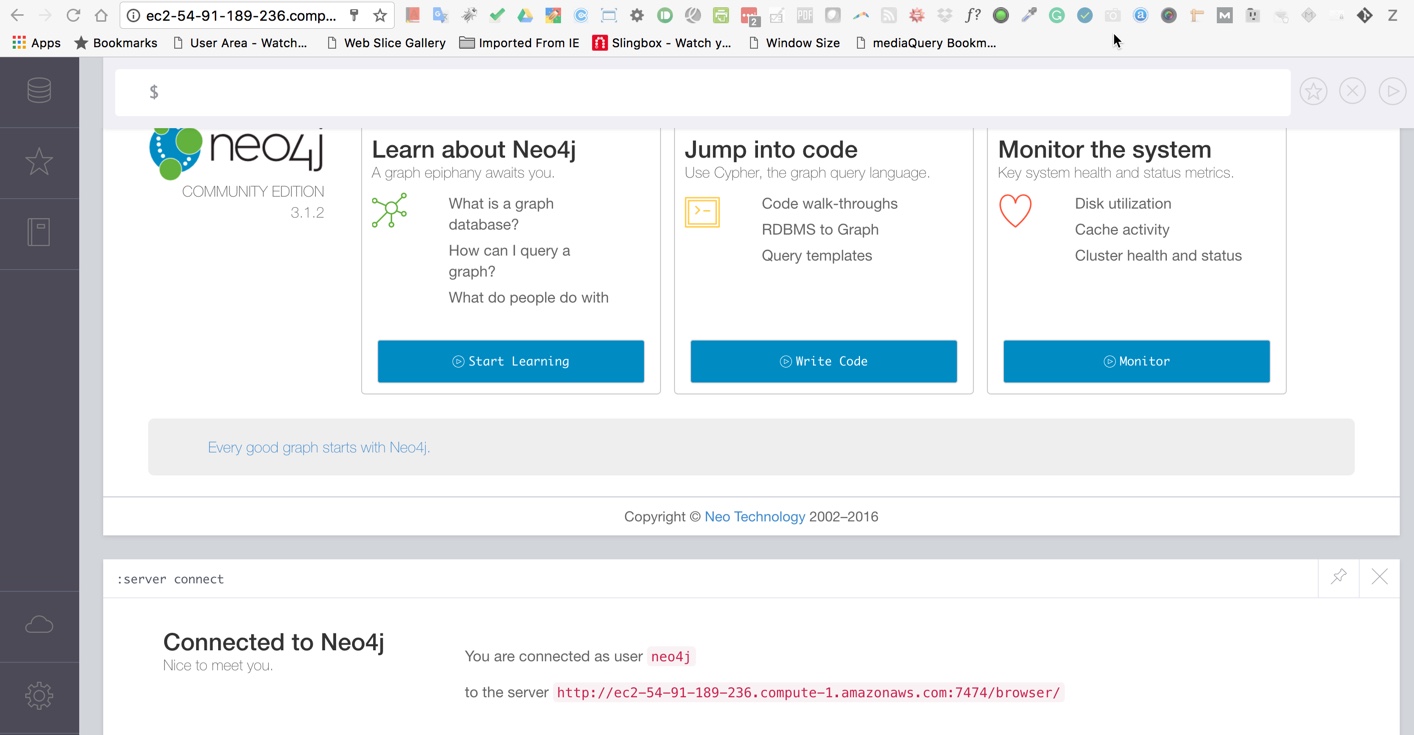 ec2-54-91-189-236.comp...
2
PDF
f?
M
Z
Apps
Bookmarks
User Area - Watch...
Web Slice Gallery
Imported From IE
Slingbox - Watch y...
Window Size
mediaQuery Bookm...
$
neo4j
COMMUNITY EDITION
3.1.2
Learn about Neo4j
A graph epiphany awaits you.
What is a graph
database?
How can I query a
graph?
What do people do with
Start Learning
Jump into code
Use Cypher, the graph query language.
Code walk-throughs
RDBMS to Graph
Query templates
Write Code
Monitor the system
Key system health and status metrics.
Disk utilization
Cache activity
Cluster health and status
Monitor
Every good graph starts with Neo4j.
Copyright © Neo Technology 2002–2016
:server connect
Connected to Neo4j
Nice to meet you.
You are connected as user neo4j
to the server http://ec2-54-91-189-236.compute-1.amazonaws.com:7474/browser/